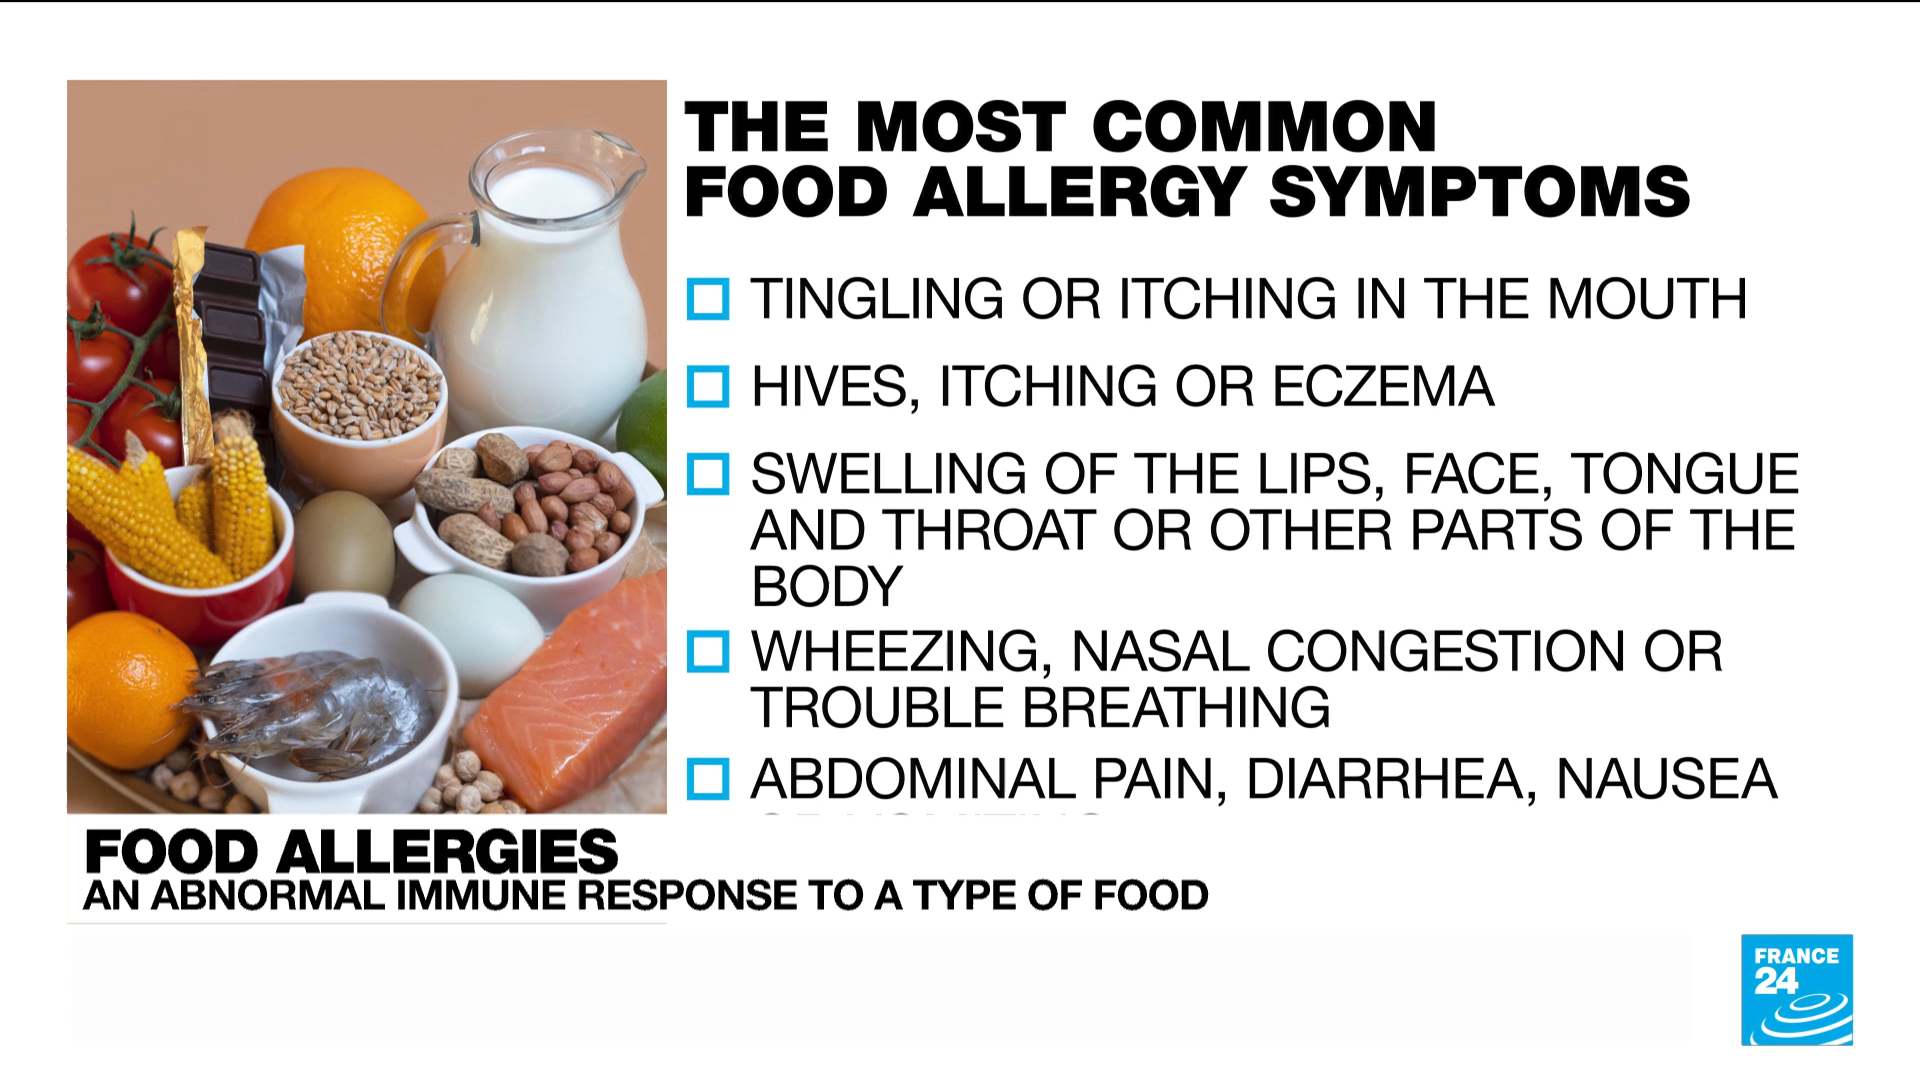 THE MOST COMMON
FOOD ALLERGY SYMPTOMS
TINGLING OR ITCHING IN THE MOUTH
HIVES, ITCHING OR ECZEMA
SWELLING OF THE LIPS, FACE, TONGUE
AND THROAT OR OTHER PARTS OF THE
BODY
WHEEZING, NASAL CONGESTION OR
TROUBLE BREATHING
ABDOMINAL PAIN, DIARRHEA, NAUSEA
FOOD ALLERGIES
AN ABNORMAL IMMUNE RESPONSE TO A TYPE OF FOOD
FRANCE
24